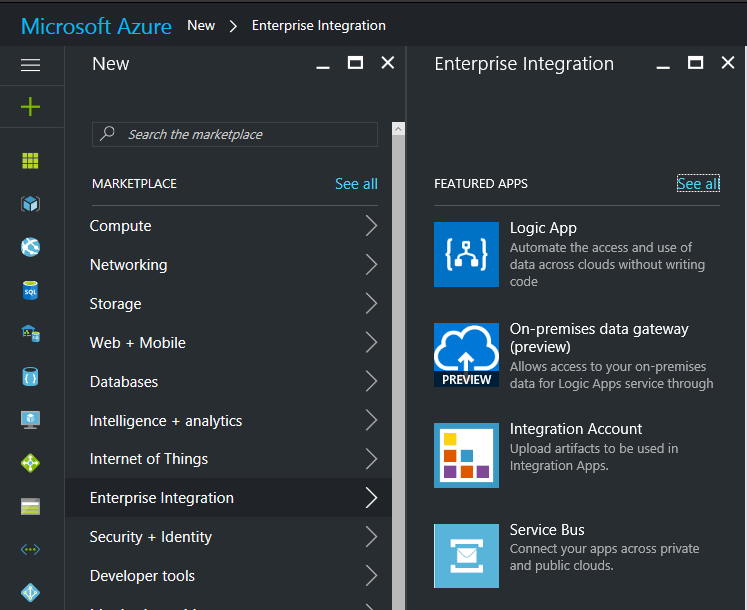 Microsoft Azure New > Enterprise Integration
New
Search the marketplace
MARKETPLACE See all
Compute
Networking
Storage
Web + Mobile
Databases
Intelligence + analytics
Internet of Things
Enterprise Integration
Security + Identity
Developer tools
Enterprise Integration
FEATURED APPS See all
Logic App
Automate the access and use of
data across clouds without writing
code
On-premises data gateway
(preview)
Allows access to your on-premises
data for Logic Apps service through
PREVIEW
Integration Account
Upload artifacts to be used in
Integration Apps.
Service Bus
Connect your apps across private
and public clouds.
SQL